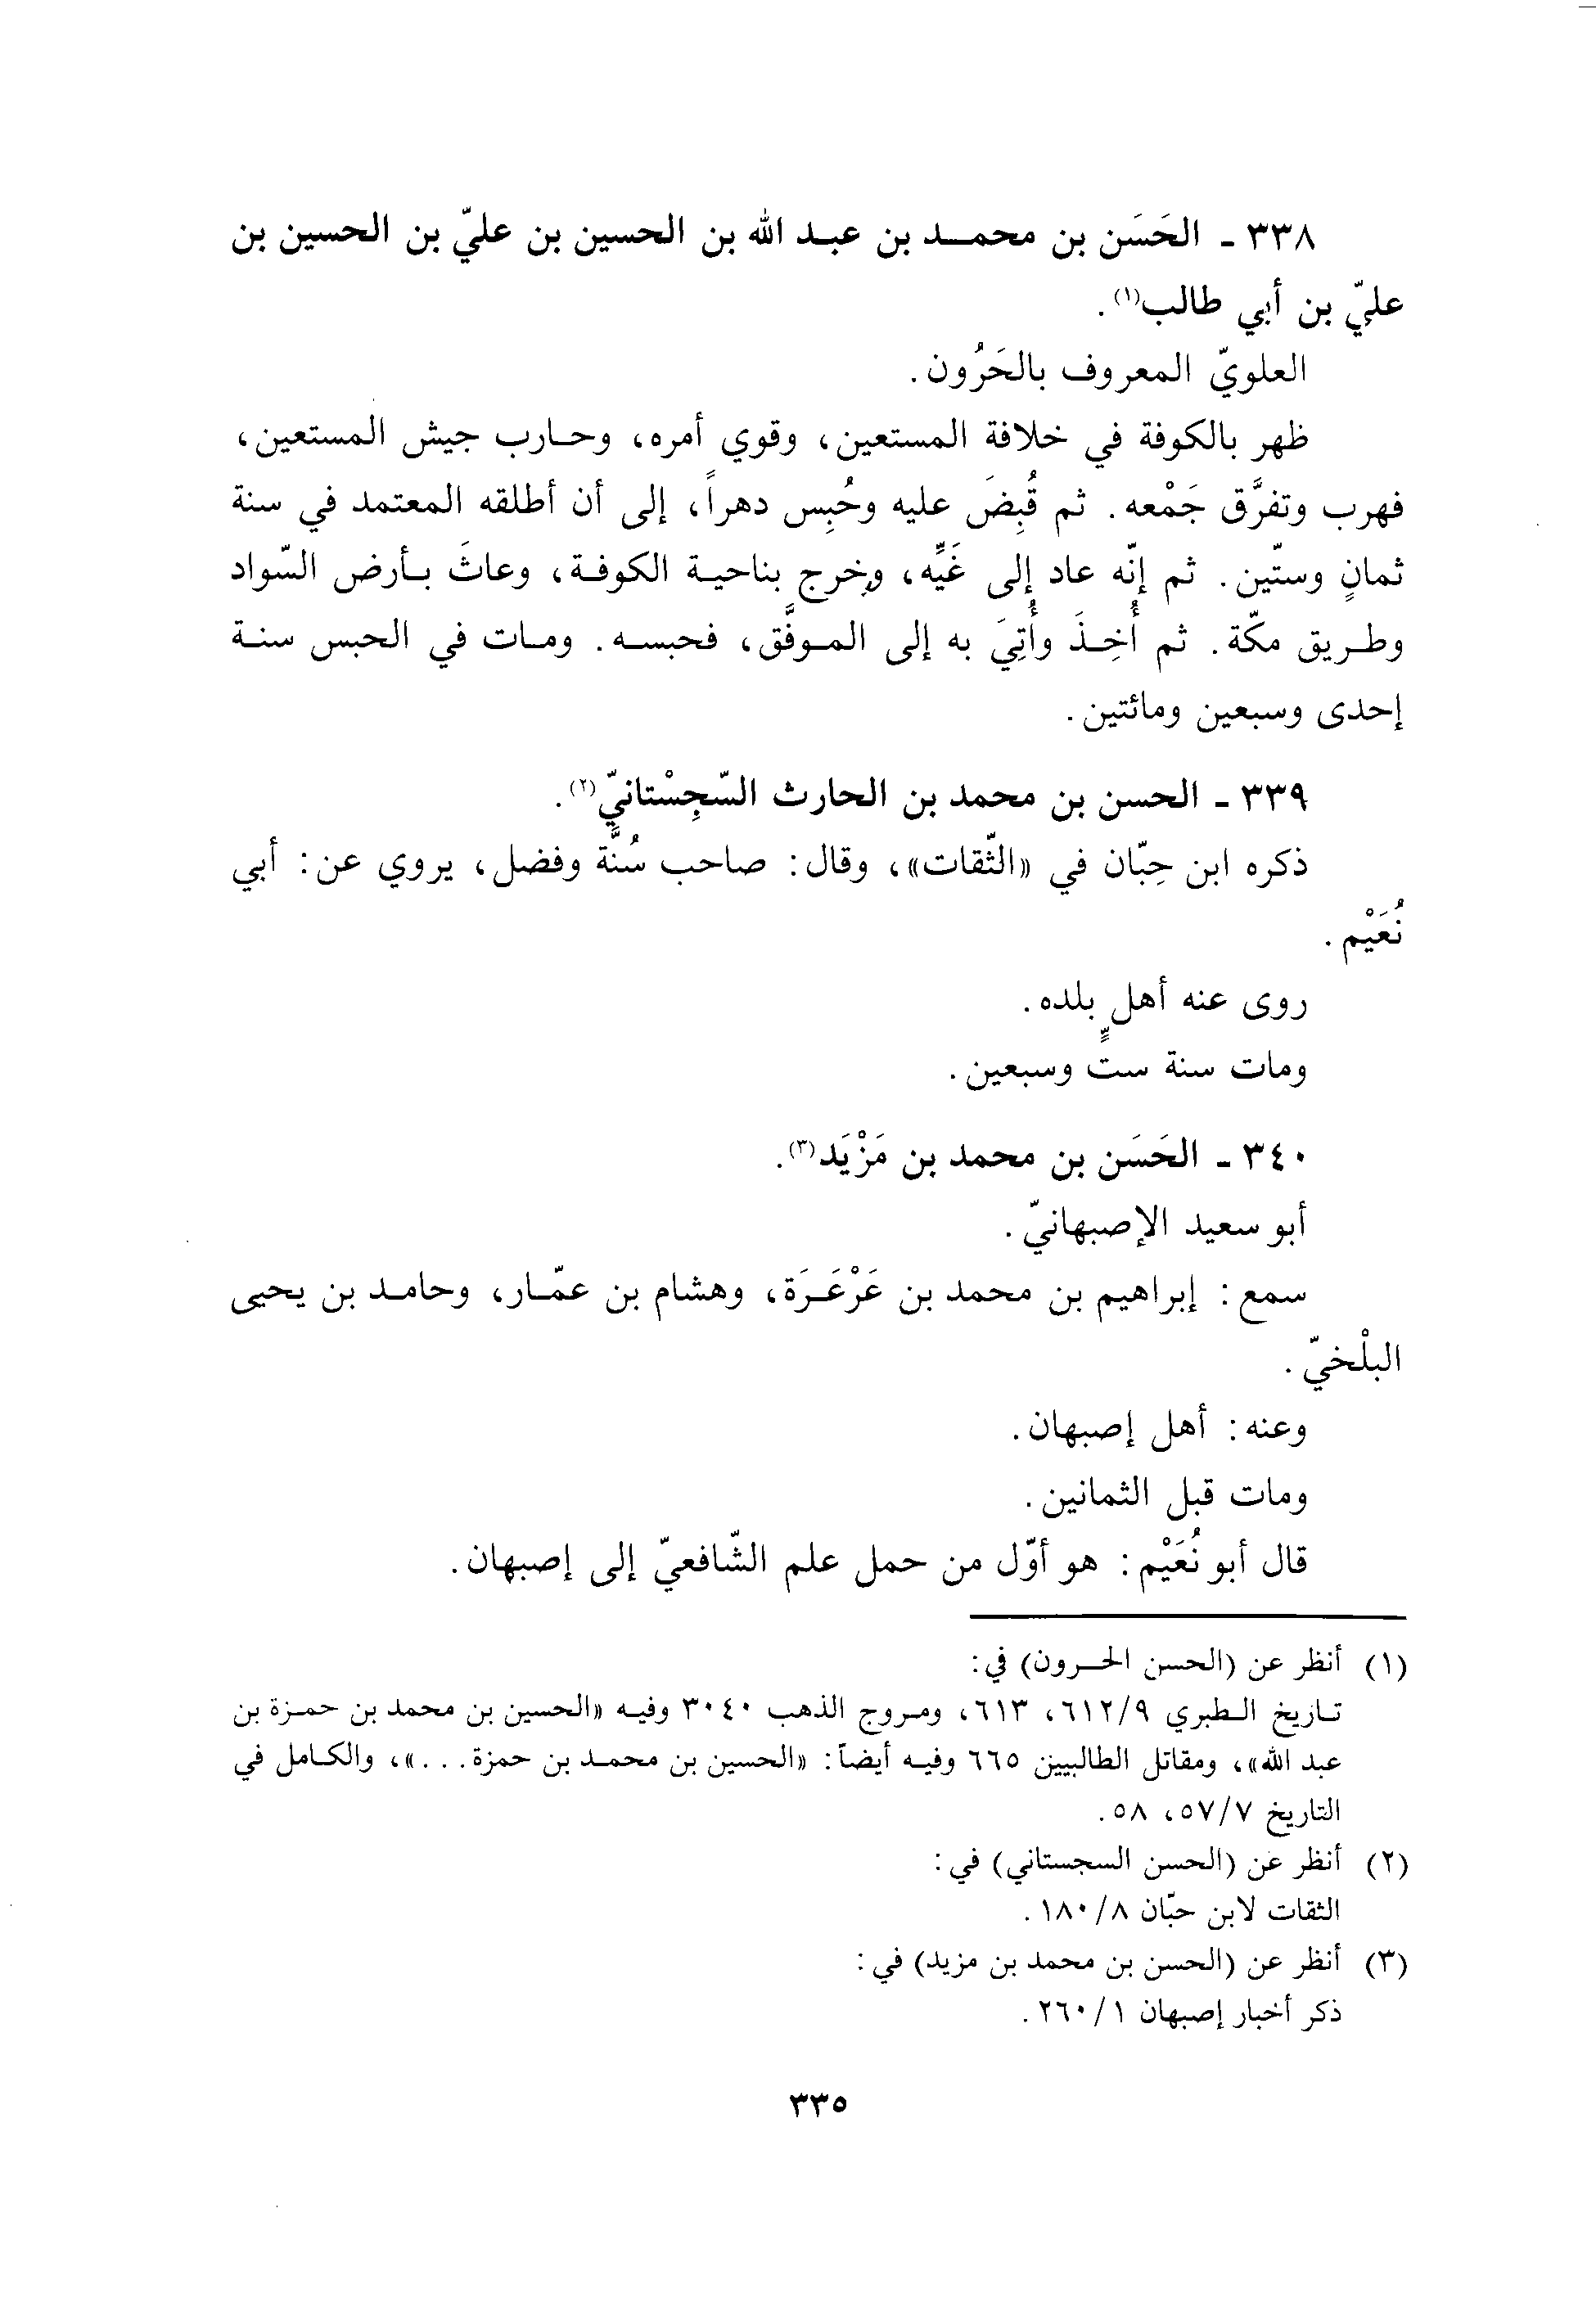 ٣٣٨ - الحَسَن بن محمد بن عبد الله بن الحسين بن عليّ بن الحسين بن
عليّ بن أبي طالب(١).
العلويّ المعروف بالحَرُون.
ظهر بالكوفة في خلافة المستعين، وقوي أمره، وحارب جيش المستعين،
فهرب وتفرَّق جَمْعه. ثم قُبِضَ عليه وحُبِس دهراً، إلى أن أطلقه المعتمد في سنة
ثمانٍ وستّين. ثم إنّه عاد إلى غَيِّه، وخرج بناحية الكوفة، وعاثَ بأرض السّواد
وطريق مكّة. ثم أُخِذَ وأُتِيَ به إلى الموفَّق، فحبسه. ومات في الحبس سنة
إحدى وسبعين ومائتين.
٣٣٩ - الحسن بن محمد بن الحارث السّجِسْتانيّ(٢).
ذكره ابن حِبّان في «الثّقات»، وقال: صاحب سُنَّة وفضل، يروي عن: أبي
نُعَيْم.
روى عنه أهل بلده.
ومات سنة ستٍّ وسبعين.
٣٤٠ - الحَسَن بن محمد بن مَزْيَد(٣).
أبو سعيد الإصبهانيّ.
سمع: إبراهيم بن محمد بن عَرْعَرَة، وهشام بن عمّار، وحامد بن يحيى
البلْخيّ.
وعنه: أهل إصبهان.
ومات قبل الثمانين.
قال أبو نُعَيْم: هو أوّل من حمل علم الشّافعيّ إلى إصبهان.
(١) أنظر عن (الحسن الحرون) في:
تاريخ الطبري ٦١٢/٩، ٦١٣، ومروج الذهب ٣٠٤٠ وفيه «الحسين بن محمد بن حمزة بن
عبد الله»، ومقاتل الطالبيين ٦٦٥ وفيه أيضاً: «الحسين بن محمد بن حمزة...»، والكامل في
التاريخ ٥٧/٧، ٥٨.
(٢) أنظر عن (الحسن السجستاني) في:
الثقات لابن حبّان ١٨٠/٨.
(٣) أنظر عن (الحسن بن محمد بن مزيد) في:
ذكر أخبار إصبهان ٢٦٠/١.
٣٣٥